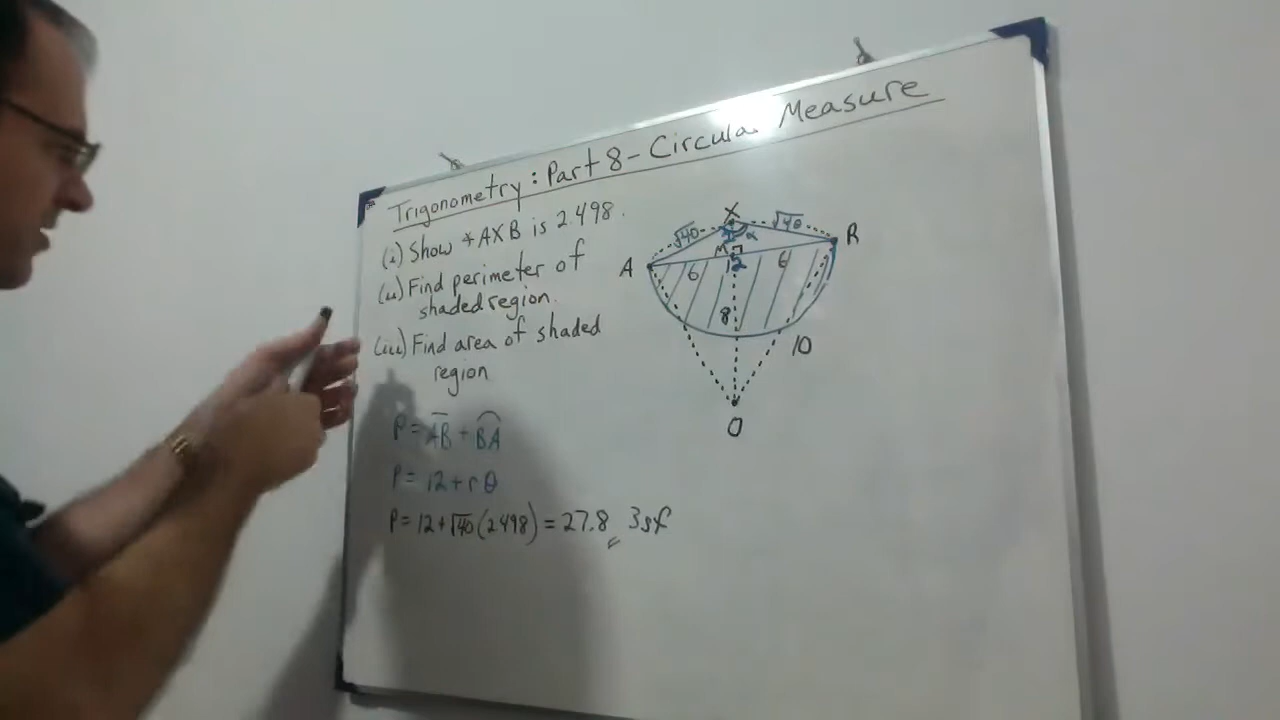 Trigonometry: Part 8 - Circular Measure
(i) Show ∡AXB is 2.498.
(ii) Find perimeter of
shaded region.
(iii) Find area of shaded
region
P = AB + BA
P = 12 + rθ
P = 12 + √40 (2.498) = 27.8 3sf
X
√40
√40
α
B
M
A
6
12
6
8
10
O